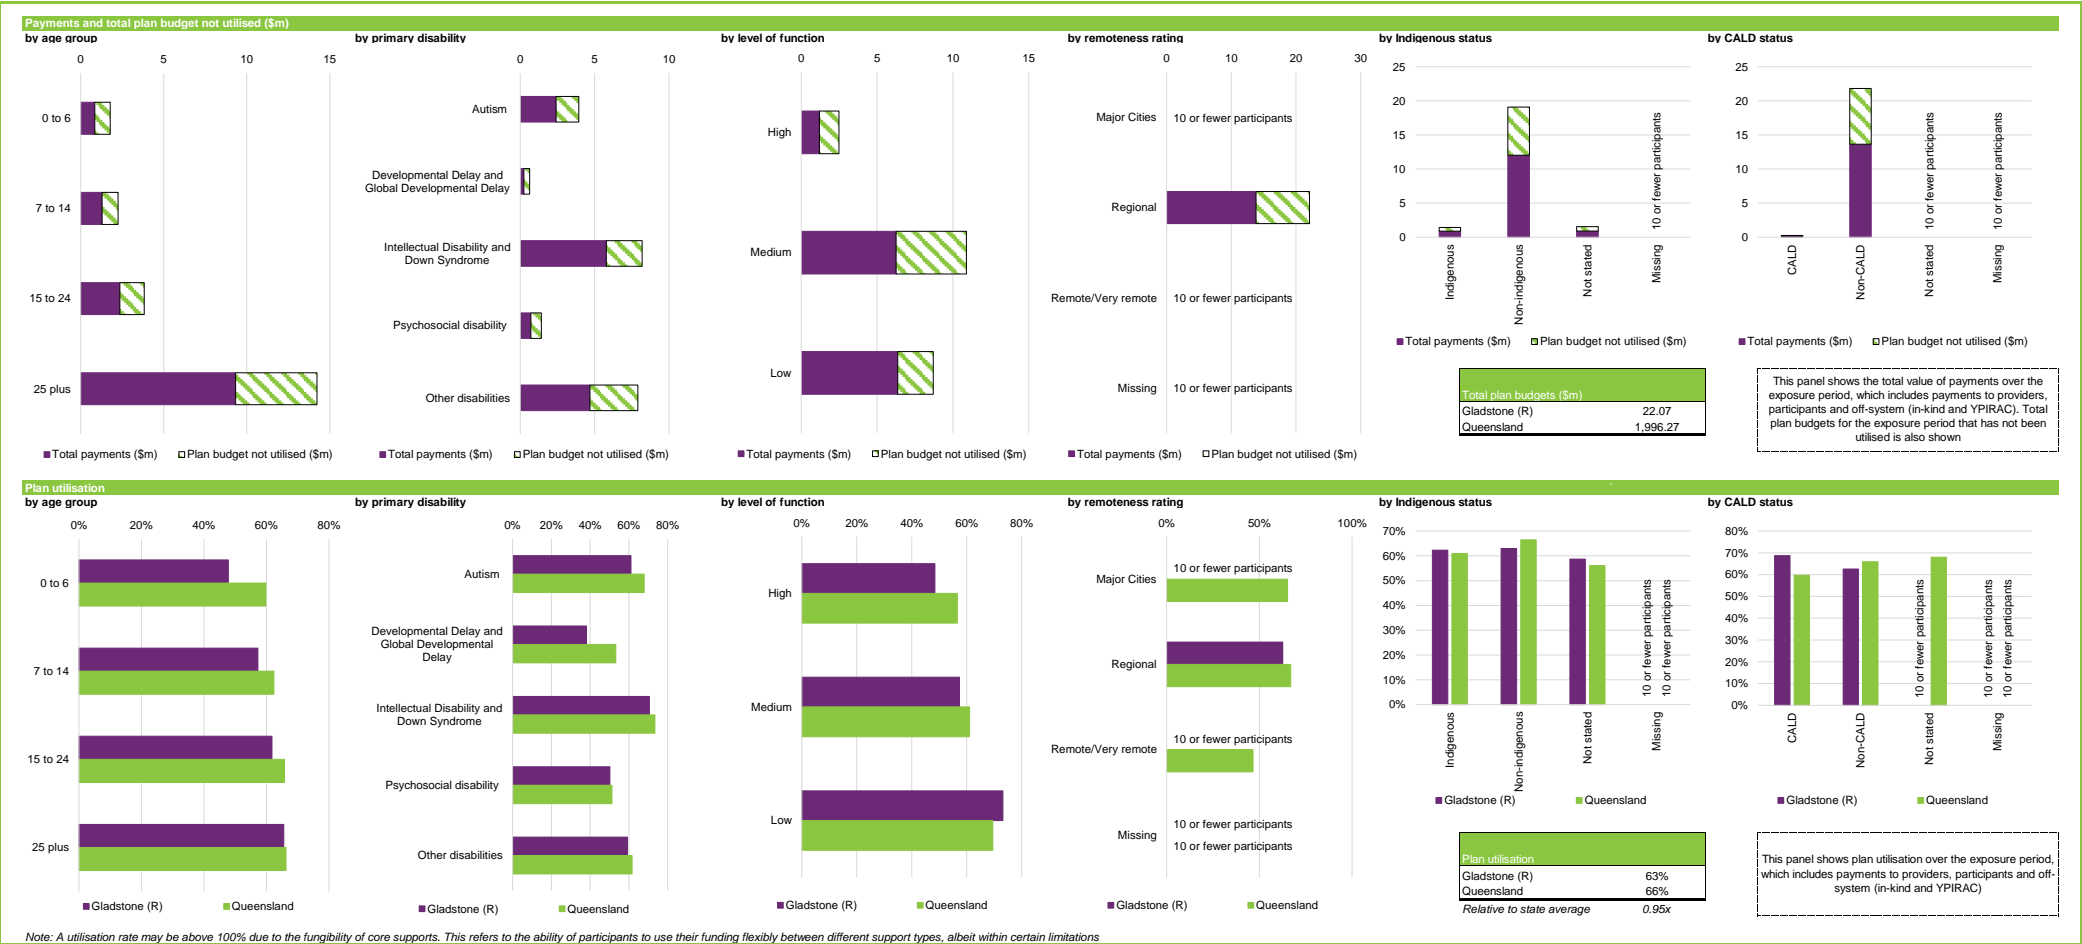 Payments and total plan budget not utilised ($m)
by age group
0 5 10 15
0 to 6
7 to 14
15 to 24
25 plus
Total payments ($m) Plan budget not utilised ($m)
by primary disability
0 5 10
Autism
Developmental Delay and
Global Developmental Delay
Intellectual Disability and
Down Syndrome
Psychosocial disability
Other disabilities
Total payments ($m) Plan budget not utilised ($m)
by level of function
0 5 10 15
High
Medium
Low
Total payments ($m) Plan budget not utilised ($m)
by remoteness rating
0 10 20 30
Major Cities 10 or fewer participants
Regional
Remote/Very remote 10 or fewer participants
Missing 10 or fewer participants
Total payments ($m) Plan budget not utilised ($m)
by Indigenous status
25
20
15
10
5
0
10 or fewer participants
Indigenous
Non-indigenous
Not stated
Missing
Total payments ($m) Plan budget not utilised ($m)
Total plan budgets ($m)
Gladstone (R) 22.07
Queensland 1,996.27
by CALD status
25
20
15
10
5
0
10 or fewer participants
10 or fewer participants
CALD
Non-CALD
Not stated
Missing
Total payments ($m) Plan budget not utilised ($m)
This panel shows the total value of payments over the
exposure period, which includes payments to providers,
participants and off-system (in-kind and YPIRAC). Total
plan budgets for the exposure period that has not been
utilised is also shown
Plan utilisation
by age group
0% 20% 40% 60% 80%
0 to 6
7 to 14
15 to 24
25 plus
Gladstone (R) Queensland
by primary disability
0% 20% 40% 60% 80%
Autism
Developmental Delay and
Global Developmental
Delay
Intellectual Disability and
Down Syndrome
Psychosocial disability
Other disabilities
Gladstone (R) Queensland
by level of function
0% 20% 40% 60% 80%
High
Medium
Low
Gladstone (R) Queensland
by remoteness rating
0% 50% 100%
10 or fewer participants
Major Cities
Regional
10 or fewer participants
Remote/Very remote
10 or fewer participants
Missing
10 or fewer participants
Gladstone (R) Queensland
by Indigenous status
70%
60%
50%
40%
30%
20%
10%
0%
10 or fewer participants
10 or fewer participants
Indigenous
Non-indigenous
Not stated
Missing
Gladstone (R) Queensland
Plan utilisation
Gladstone (R) 63%
Queensland 66%
Relative to state average 0.95x
by CALD status
80%
70%
60%
50%
40%
30%
20%
10%
0%
10 or fewer participants
10 or fewer participants
10 or fewer participants
CALD
Non-CALD
Not stated
Missing
Gladstone (R) Queensland
This panel shows plan utilisation over the exposure period,
which includes payments to providers, participants and off-
system (in-kind and YPIRAC)
Note: A utilisation rate may be above 100% due to the fungibility of core supports. This refers to the ability of participants to use their funding flexibly between different support types, albeit within certain limitations